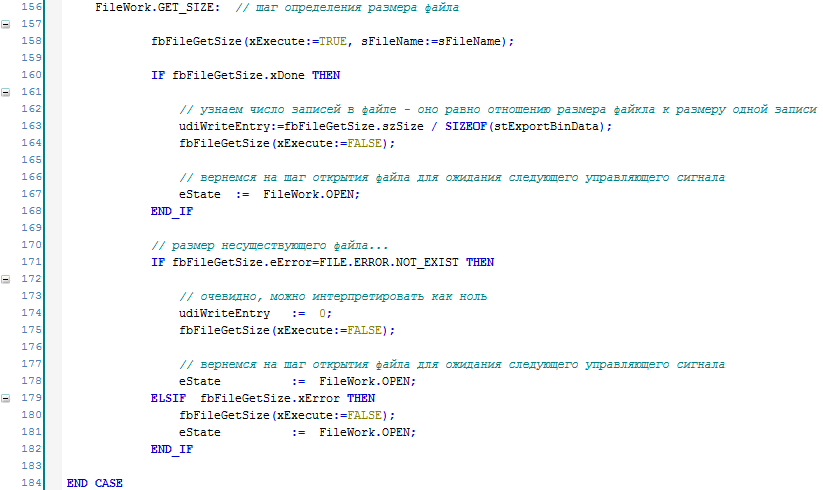 156 FileWork.GET_SIZE: // шаг определения размера файла
157
158 fbFileGetSize(xExecute:=TRUE, sFileName:=sFileName);
159
160 IF fbFileGetSize.xDone THEN
161
162 // узнаем число записей в файле - оно равно отношению размера файкла к размеру одной записи
163 udiWriteEntry:=fbFileGetSize.szSize / SIZEOF(stExportBinData);
164 fbFileGetSize(xExecute:=FALSE);
165
166 // вернемся на шаг открытия файла для ожидания следующего управляющего сигнала
167 eState := FileWork.OPEN;
168 END_IF
169
170 // размер несуществующего файла...
171 IF fbFileGetSize.eError=FILE.ERROR.NOT_EXIST THEN
172
173 // очевидно, можно интерпретировать как ноль
174 udiWriteEntry := 0;
175 fbFileGetSize(xExecute:=FALSE);
176
177 // вернемся на шаг открытия файла для ожидания следующего управляющего сигнала
178 eState := FileWork.OPEN;
179 ELSIF fbFileGetSize.xError THEN
180 fbFileGetSize(xExecute:=FALSE);
181 eState := FileWork.OPEN;
182 END_IF
183
184 END_CASE